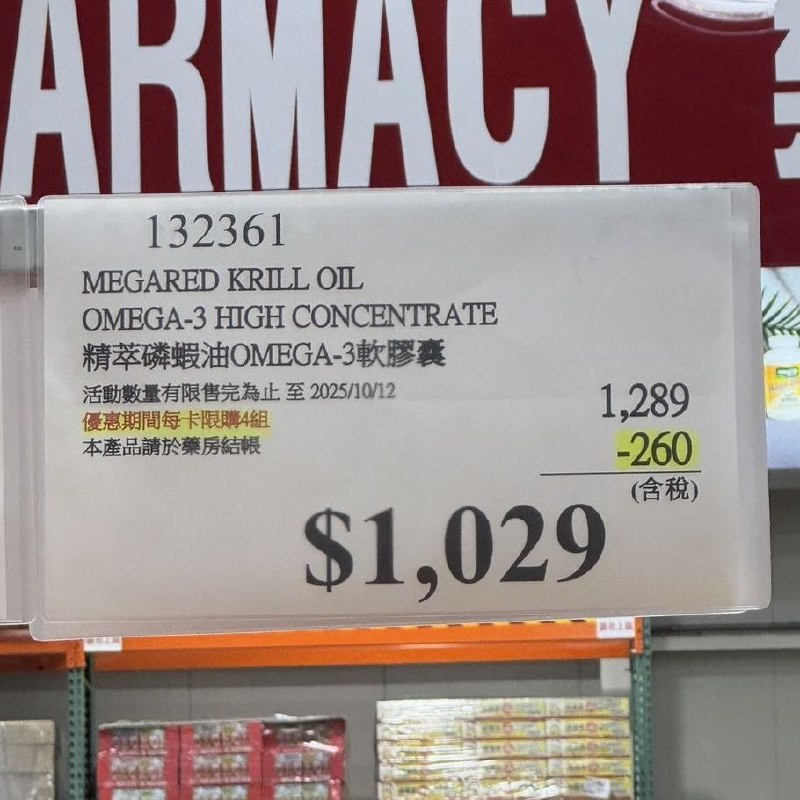 ARMACY
132361
MEGARED KRILL OIL
OMEGA-3 HIGH CONCENTRATE
精萃磷蝦油OMEGA-3軟膠囊
活動數量有限售完為止 至 2025/10/12
優惠期間每卡限購4組
本產品請於藥房結帳
1,289
-260
(含稅)
$1,029